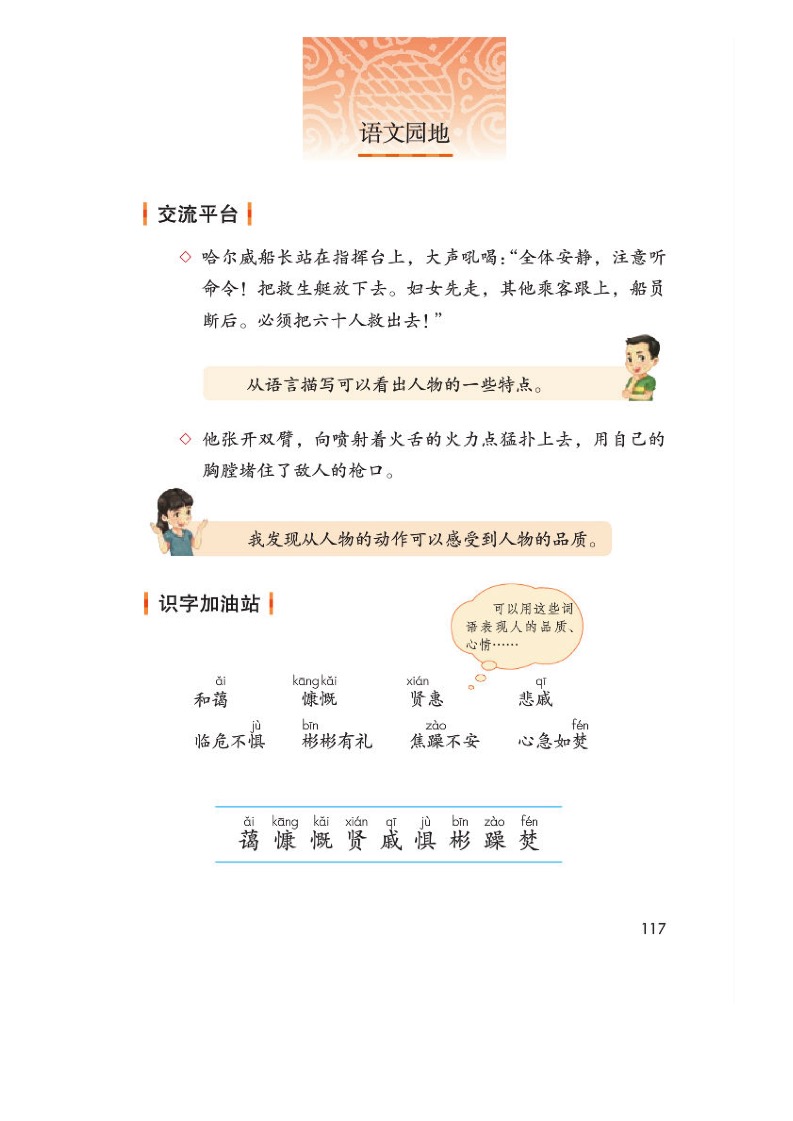 语文园地
交流平台
◇ 哈尔威船长站在指挥台上，大声吼喝：“全体安静，注意听
命令！把救生艇放下去。妇女先走，其他乘客跟上，船员
断后。必须把六十人救出去！”
从语言描写可以看出人物的一些特点。
◇ 他张开双臂，向喷射着火舌的火力点猛扑上去，用自己的
胸膛堵住了敌人的枪口。
我发现从人物的动作可以感受到人物的品质。
识字加油站
可以用这些词
语表现人的品质、
心情……
ǎi kāng kǎi xián qī
和蔼 慷慨 贤惠 悲戚
jù bīn zào fén
临危不惧 彬彬有礼 焦躁不安 心急如焚
ǎi kāng kǎi xián qī jù bīn zào fén
蔼 慷 慨 贤 戚 惧 彬 躁 焚
117